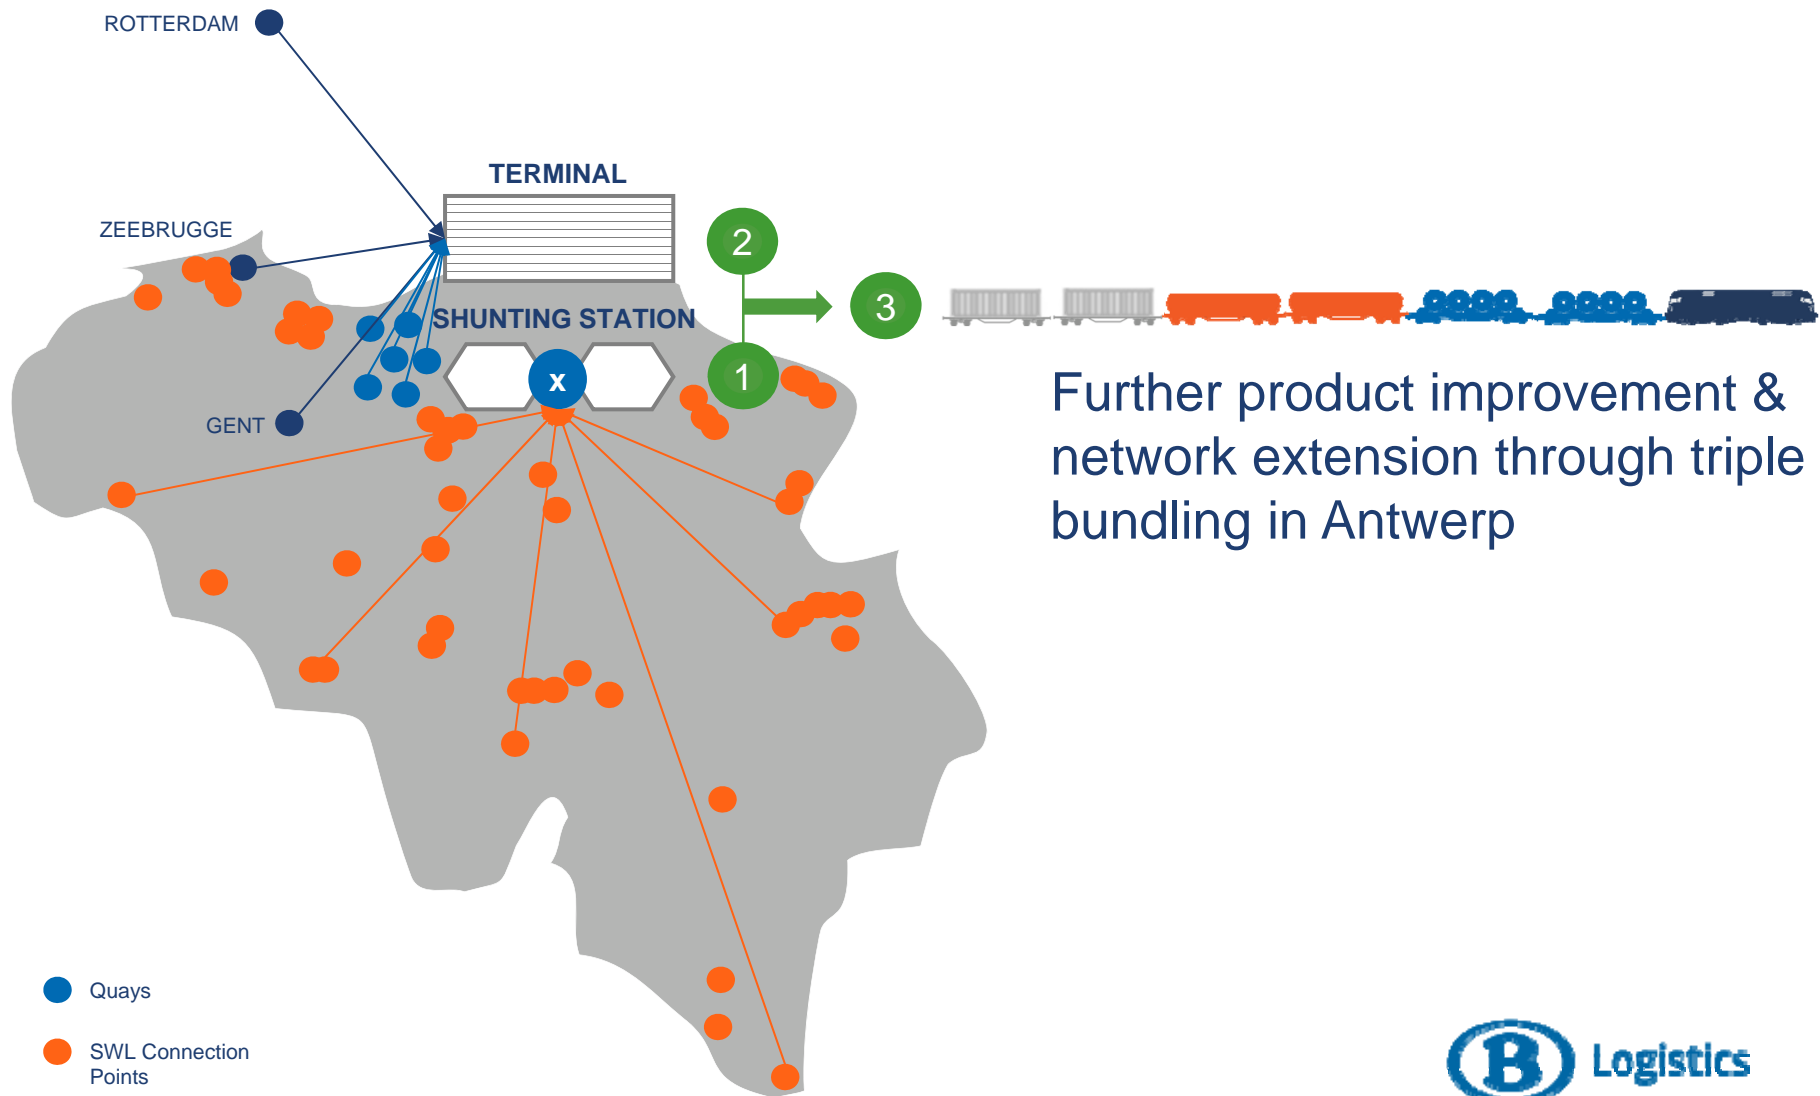 ROTTERDAM
TERMINAL
ZEEBRUGGE
2
3
SHUNTING STATION
x
1
GENT
Further product improvement &
network extension through triple
bundling in Antwerp
Quays
SWL Connection
Points
B Logistics